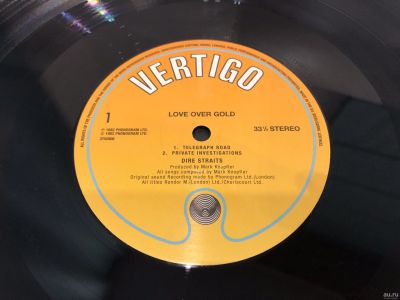 VERTIGO
LOVE OVER GOLD
1
33⅓ STEREO
℗ 1982 PHONOGRAM LTD.
© 1982 PHONOGRAM LTD.
1. TELEGRAPH ROAD
2. PRIVATE INVESTIGATIONS
DIRE STRAITS
Produced by Mark Knopfler
All songs composed by Mark Knopfler
Original sound Recording made by Phonogram Ltd.(London)
All titles Rondor M.(London) Ltd./Chariscourt Ltd.
au.ru